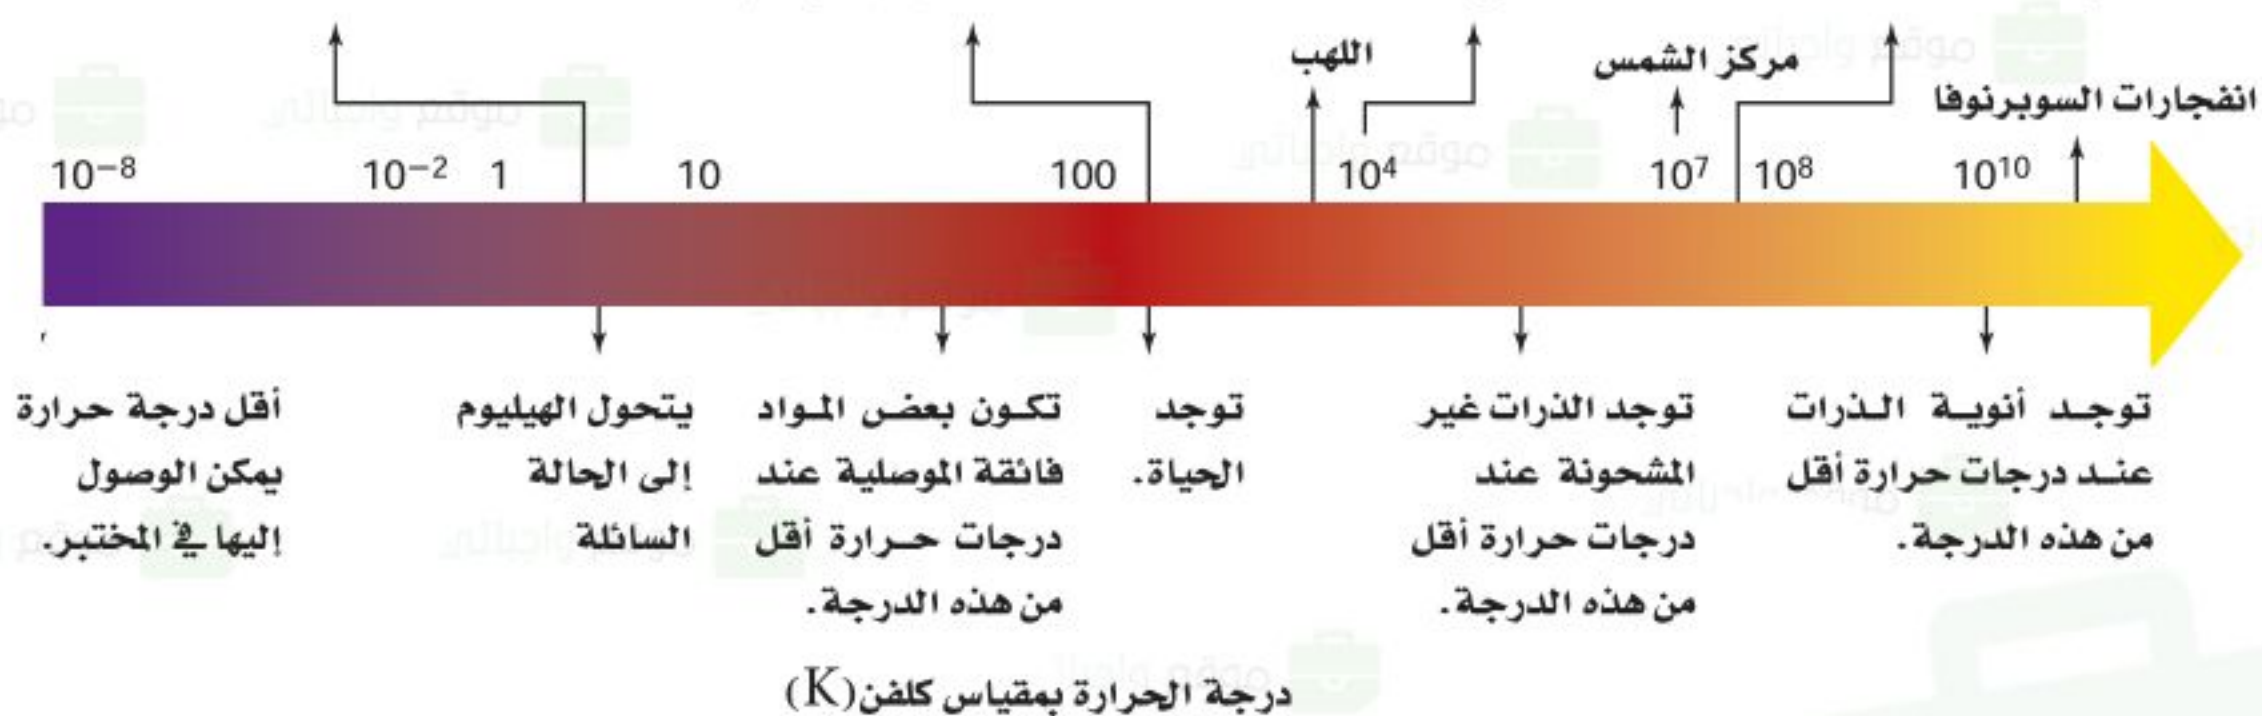 اللهب
مركز الشمس
انفجارات السوبرنوفا
10⁻⁸ 10⁻² 1 10 100 10⁴ 10⁷ 10⁸ 10¹⁰
أقل درجة حرارة
يمكن الوصول
إليها في المختبر.
يتحول الهيليوم
إلى الحالة
السائلة
تكون بعض المواد
فائقة الموصلية عند
درجات حرارة أقل
من هذه الدرجة.
توجد
الحياة.
توجد الذرات غير
المشحونة عند
درجات حرارة أقل
من هذه الدرجة.
توجد أنوية الذرات
عند درجات حرارة أقل
من هذه الدرجة.
درجة الحرارة بمقياس كلفن (K)
موقع واجباتي